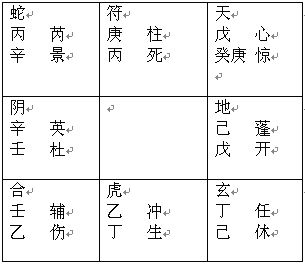 蛇 符 天
丙 芮 庚 柱 戊 心
辛 景 丙 死 癸庚 惊
阴 地
辛 英 己 蓬
壬 杜 戊 开
合 虎 玄
壬 辅 乙 冲 丁 任
乙 伤 丁 生 己 休